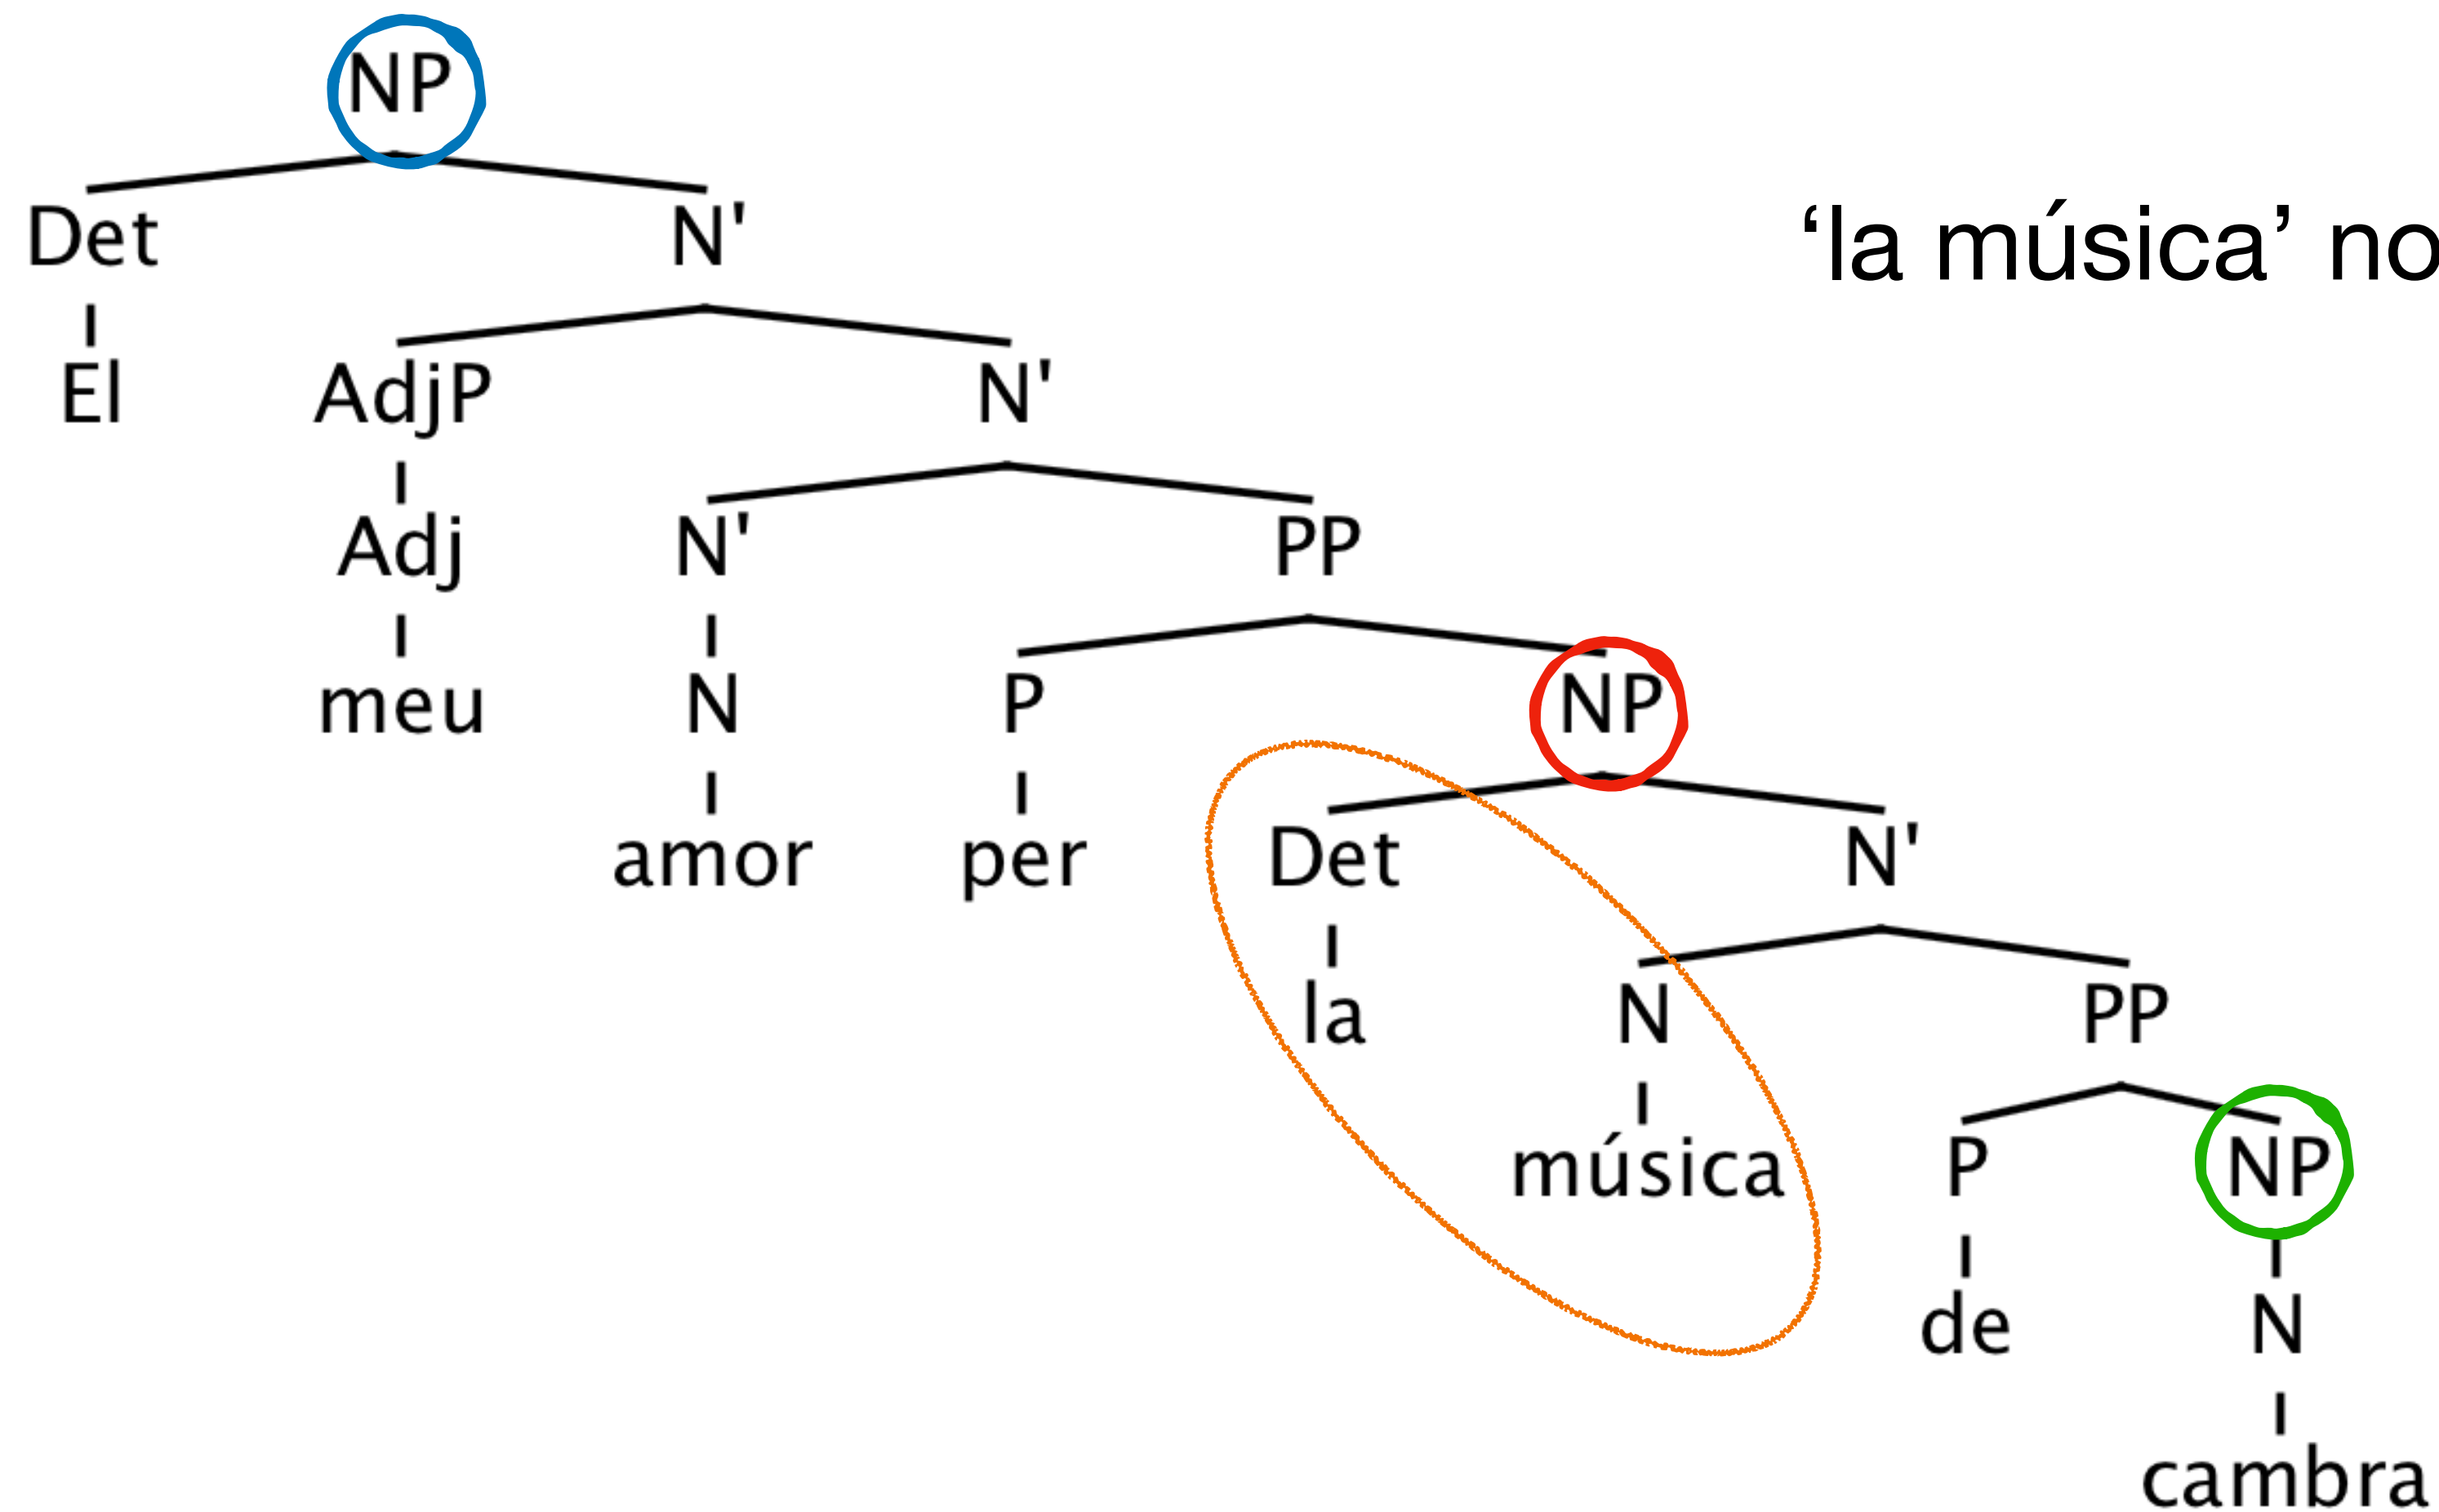 NP
Det N'
‘la música’ no
El AdjP N'
Adj N' PP
meu N P NP
amor per Det N'
la N PP
música P NP
de N
cambra